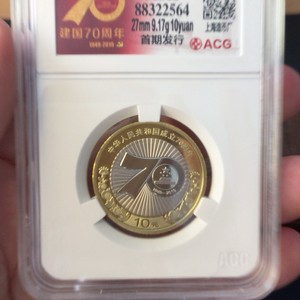 70
建国70周年
1949-2019
88322564
27mm 9.17g 10yuan
首期发行
上海造币厂
ACG
中华人民共和国成立70周年
70
10元